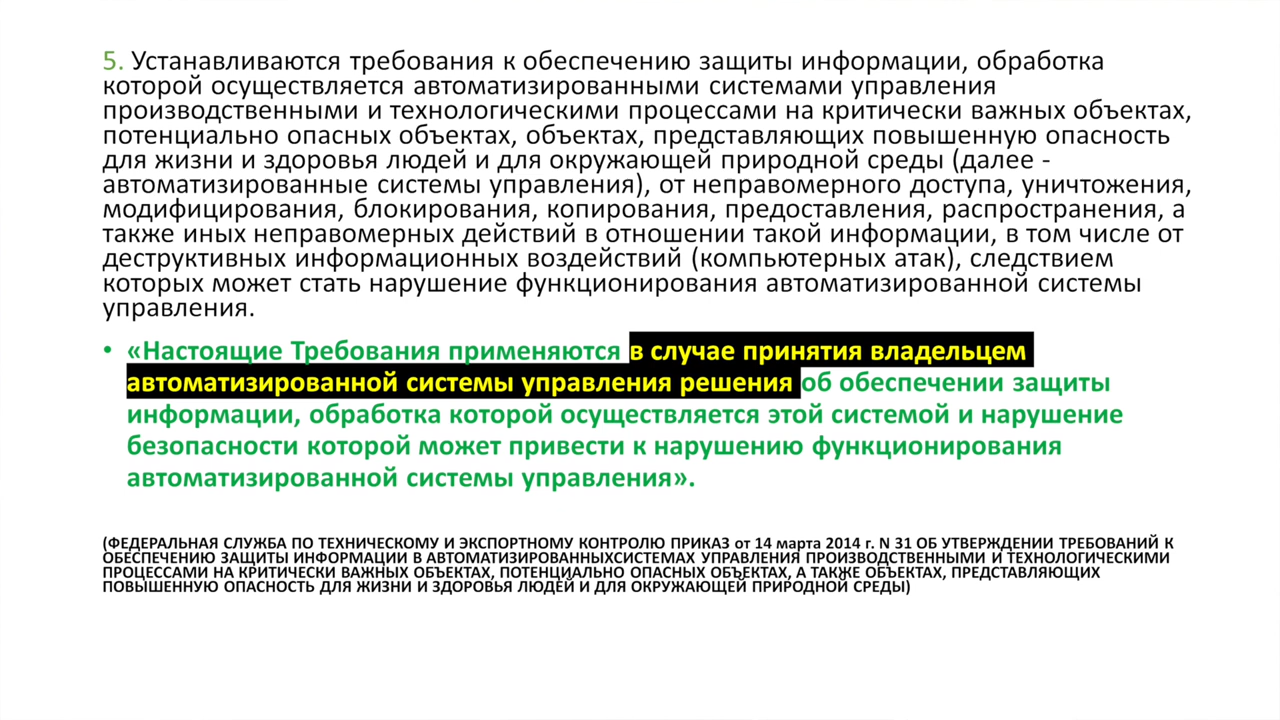 5. Устанавливаются требования к обеспечению защиты информации, обработка
которой осуществляется автоматизированными системами управления
производственными и технологическими процессами на критически важных объектах,
потенциально опасных объектах, объектах, представляющих повышенную опасность
для жизни и здоровья людей и для окружающей природной среды (далее -
автоматизированные системы управления), от неправомерного доступа, уничтожения,
модифицирования, блокирования, копирования, предоставления, распространения, а
также иных неправомерных действий в отношении такой информации, в том числе от
деструктивных информационных воздействий (компьютерных атак), следствием
которых может стать нарушение функционирования автоматизированной системы
управления.
• «Настоящие Требования применяются в случае принятия владельцем
автоматизированной системы управления решения об обеспечении защиты
информации, обработка которой осуществляется этой системой и нарушение
безопасности которой может привести к нарушению функционирования
автоматизированной системы управления».
(ФЕДЕРАЛЬНАЯ СЛУЖБА ПО ТЕХНИЧЕСКОМУ И ЭКСПОРТНОМУ КОНТРОЛЮ ПРИКАЗ от 14 марта 2014 г. N 31 ОБ УТВЕРЖДЕНИИ ТРЕБОВАНИЙ К
ОБЕСПЕЧЕНИЮ ЗАЩИТЫ ИНФОРМАЦИИ В АВТОМАТИЗИРОВАННЫХСИСТЕМАХ УПРАВЛЕНИЯ ПРОИЗВОДСТВЕННЫМИ И ТЕХНОЛОГИЧЕСКИМИ
ПРОЦЕССАМИ НА КРИТИЧЕСКИ ВАЖНЫХ ОБЪЕКТАХ, ПОТЕНЦИАЛЬНО ОПАСНЫХ ОБЪЕКТАХ, А ТАКЖЕ ОБЪЕКТАХ, ПРЕДСТАВЛЯЮЩИХ
ПОВЫШЕННУЮ ОПАСНОСТЬ ДЛЯ ЖИЗНИ И ЗДОРОВЬЯ ЛЮДЕЙ И ДЛЯ ОКРУЖАЮЩЕЙ ПРИРОДНОЙ СРЕДЫ)